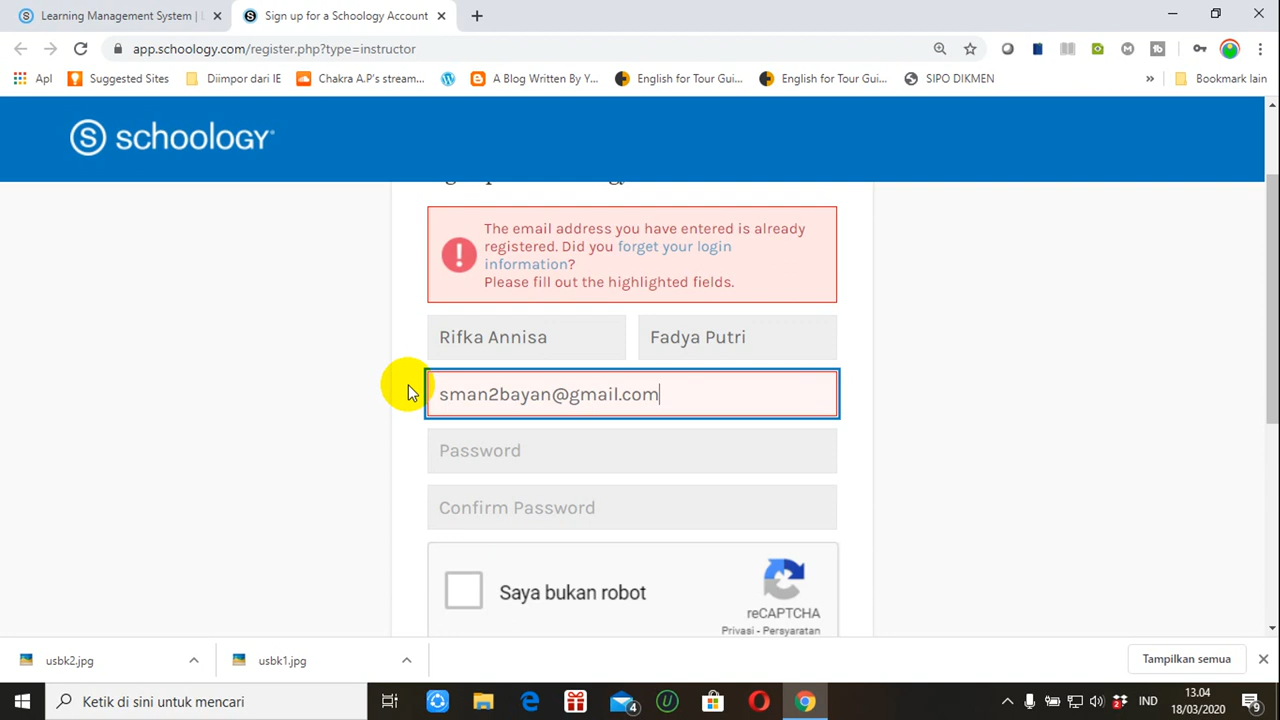 Learning Management System |
Sign up for a Schoology Account
app.schoology.com/register.php?type=instructor
Apl
Suggested Sites
Diimpor dari IE
Chakra A.P's stream...
A Blog Written By Y...
English for Tour Gui...
English for Tour Gui...
SIPO DIKMEN
»
Bookmark lain
S schoology
The email address you have entered is already
registered. Did you forget your login
information?
Please fill out the highlighted fields.
Rifka Annisa
Fadya Putri
sman2bayan@gmail.com
Password
Confirm Password
Saya bukan robot
reCAPTCHA
Privasi - Persyaratan
usbk2.jpg
usbk1.jpg
Tampilkan semua
Ketik di sini untuk mencari
4
IND
13.04
18/03/2020
9